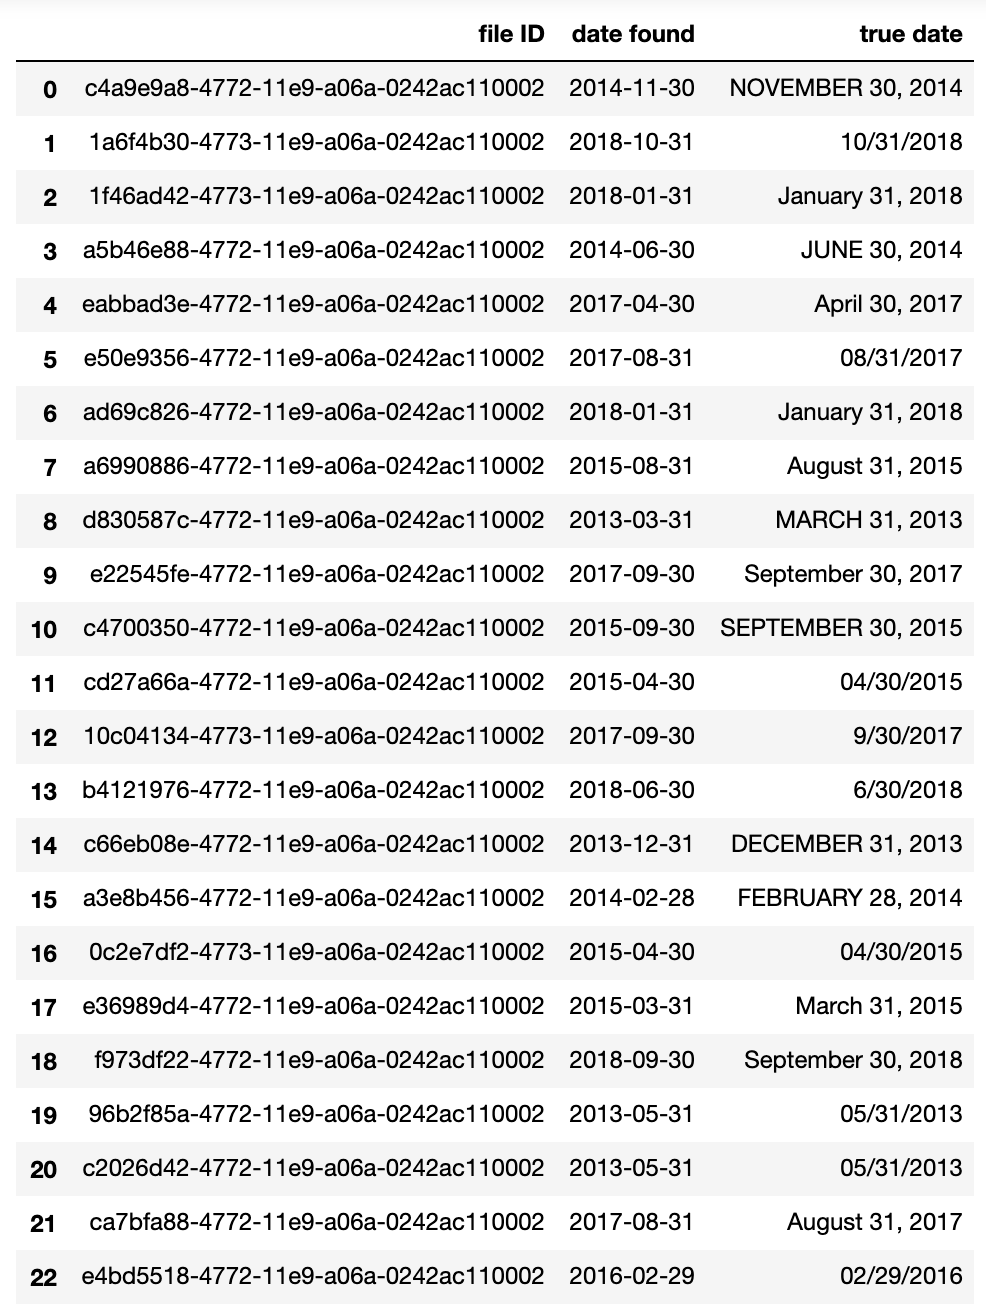 file ID date found true date
0 c4a9e9a8-4772-11e9-a06a-0242ac110002 2014-11-30 NOVEMBER 30, 2014
1 1a6f4b30-4773-11e9-a06a-0242ac110002 2018-10-31 10/31/2018
2 1f46ad42-4773-11e9-a06a-0242ac110002 2018-01-31 January 31, 2018
3 a5b46e88-4772-11e9-a06a-0242ac110002 2014-06-30 JUNE 30, 2014
4 eabbad3e-4772-11e9-a06a-0242ac110002 2017-04-30 April 30, 2017
5 e50e9356-4772-11e9-a06a-0242ac110002 2017-08-31 08/31/2017
6 ad69c826-4772-11e9-a06a-0242ac110002 2018-01-31 January 31, 2018
7 a6990886-4772-11e9-a06a-0242ac110002 2015-08-31 August 31, 2015
8 d830587c-4772-11e9-a06a-0242ac110002 2013-03-31 MARCH 31, 2013
9 e22545fe-4772-11e9-a06a-0242ac110002 2017-09-30 September 30, 2017
10 c4700350-4772-11e9-a06a-0242ac110002 2015-09-30 SEPTEMBER 30, 2015
11 cd27a66a-4772-11e9-a06a-0242ac110002 2015-04-30 04/30/2015
12 10c04134-4773-11e9-a06a-0242ac110002 2017-09-30 9/30/2017
13 b4121976-4772-11e9-a06a-0242ac110002 2018-06-30 6/30/2018
14 c66eb08e-4772-11e9-a06a-0242ac110002 2013-12-31 DECEMBER 31, 2013
15 a3e8b456-4772-11e9-a06a-0242ac110002 2014-02-28 FEBRUARY 28, 2014
16 0c2e7df2-4773-11e9-a06a-0242ac110002 2015-04-30 04/30/2015
17 e36989d4-4772-11e9-a06a-0242ac110002 2015-03-31 March 31, 2015
18 f973df22-4772-11e9-a06a-0242ac110002 2018-09-30 September 30, 2018
19 96b2f85a-4772-11e9-a06a-0242ac110002 2013-05-31 05/31/2013
20 c2026d42-4772-11e9-a06a-0242ac110002 2013-05-31 05/31/2013
21 ca7bfa88-4772-11e9-a06a-0242ac110002 2017-08-31 August 31, 2017
22 e4bd5518-4772-11e9-a06a-0242ac110002 2016-02-29 02/29/2016